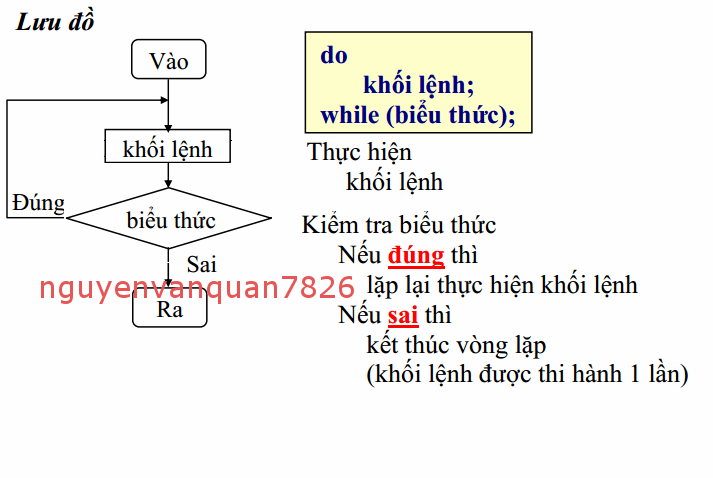 Lưu đồ
Vào
khối lệnh
Đúng
biểu thức
Sai
nguyenvanquan7826
Ra
do
khối lệnh;
while (biểu thức);
Thực hiện
khối lệnh
Kiểm tra biểu thức
Nếu đúng thì
lặp lại thực hiện khối lệnh
Nếu sai thì
kết thúc vòng lặp
(khối lệnh được thi hành 1 lần)